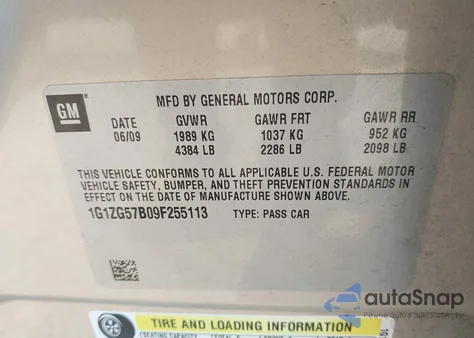 GM
MFD BY GENERAL MOTORS CORP.
DATE GVWR GAWR FRT GAWR RR
06/09 1989 KG 1037 KG 952 KG
4384 LB 2286 LB 2098 LB
THIS VEHICLE CONFORMS TO ALL APPLICABLE U.S. FEDERAL MOTOR
VEHICLE SAFETY, BUMPER, AND THEFT PREVENTION STANDARDS IN
EFFECT ON THE DATE OF MANUFACTURE SHOWN ABOVE.
1G1ZG57B09F255113 TYPE: PASS CAR
autoSnap
TIRE AND LOADING INFORMATION
SEATING CAPACITY